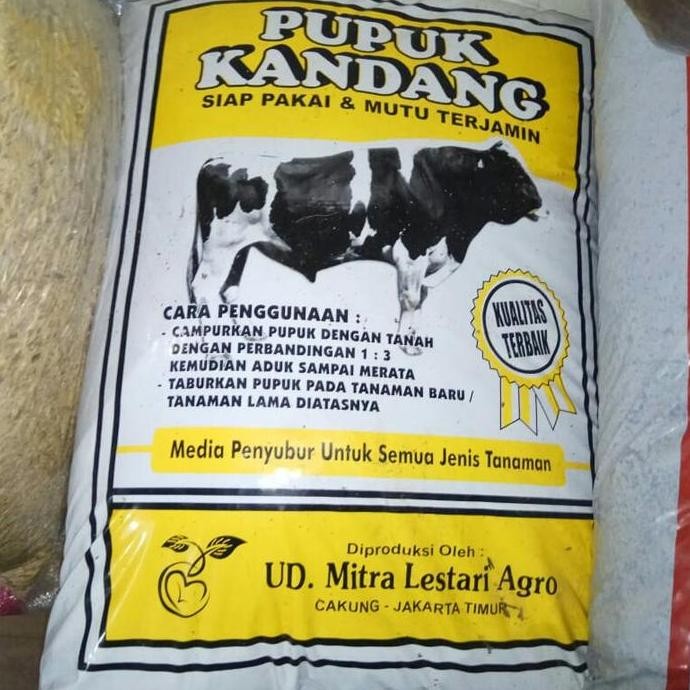 PUPUK
KANDANG
SIAP PAKAI & MUTU TERJAMIN
CARA PENGGUNAAN :
- CAMPURKAN PUPUK DENGAN TANAH
DENGAN PERBANDINGAN 1 : 3
KEMUDIAN ADUK SAMPAI MERATA
- TABURKAN PUPUK PADA TANAMAN BARU /
TANAMAN LAMA DIATASNYA
KUALITAS
TERBAIK
Media Penyubur Untuk Semua Jenis Tanaman
Diproduksi Oleh :
UD. Mitra Lestari Agro
CAKUNG - JAKARTA TIMUR